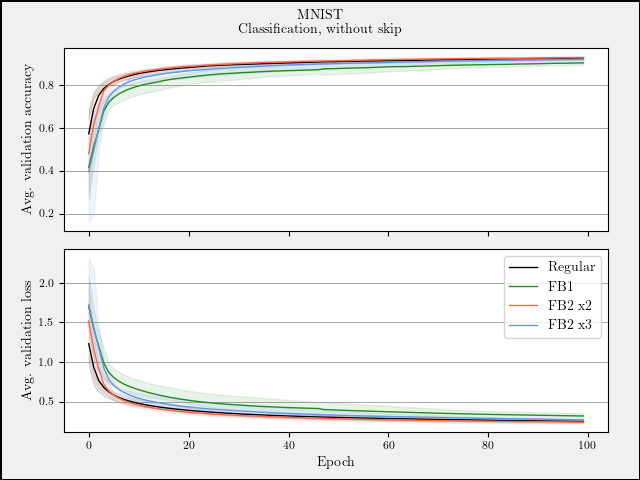 MNIST
Classification, without skip
Avg. validation accuracy
0.8
0.6
0.4
0.2
Avg. validation loss
2.0
1.5
1.0
0.5
Regular
FB1
FB2 x2
FB2 x3
0 20 40 60 80 100
Epoch